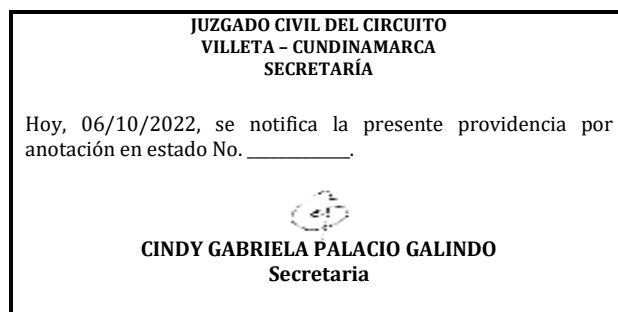 JUZGADO CIVIL DEL CIRCUITO
VILLETA – CUNDINAMARCA
SECRETARÍA
Hoy, 06/10/2022, se notifica la presente providencia por
anotación en estado No. _____________.
CINDY GABRIELA PALACIO GALINDO
Secretaria